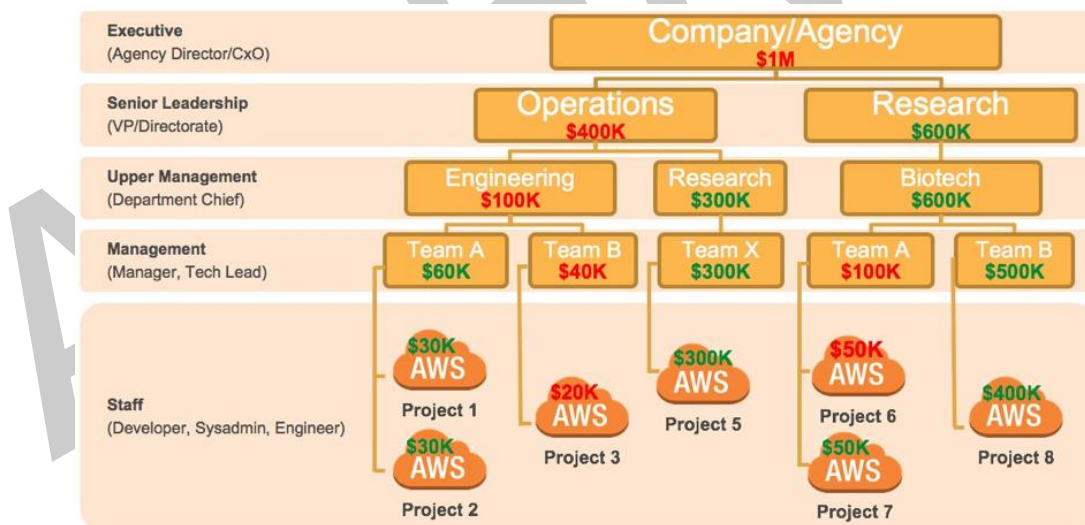 Executive
(Agency Director/CxO)
Company/Agency
$1M
Senior Leadership
(VP/Directorate)
Operations
$400K
Research
$600K
Upper Management
(Department Chief)
Engineering
$100K
Research
$300K
Biotech
$600K
Management
(Manager, Tech Lead)
Team A
$60K
Team B
$40K
Team X
$300K
Team A
$100K
Team B
$500K
Staff
(Developer, Sysadmin, Engineer)
$30K
AWS
Project 1
$30K
AWS
Project 2
$20K
AWS
Project 3
$300K
AWS
Project 5
$50K
AWS
Project 6
$50K
AWS
Project 7
$400K
AWS
Project 8